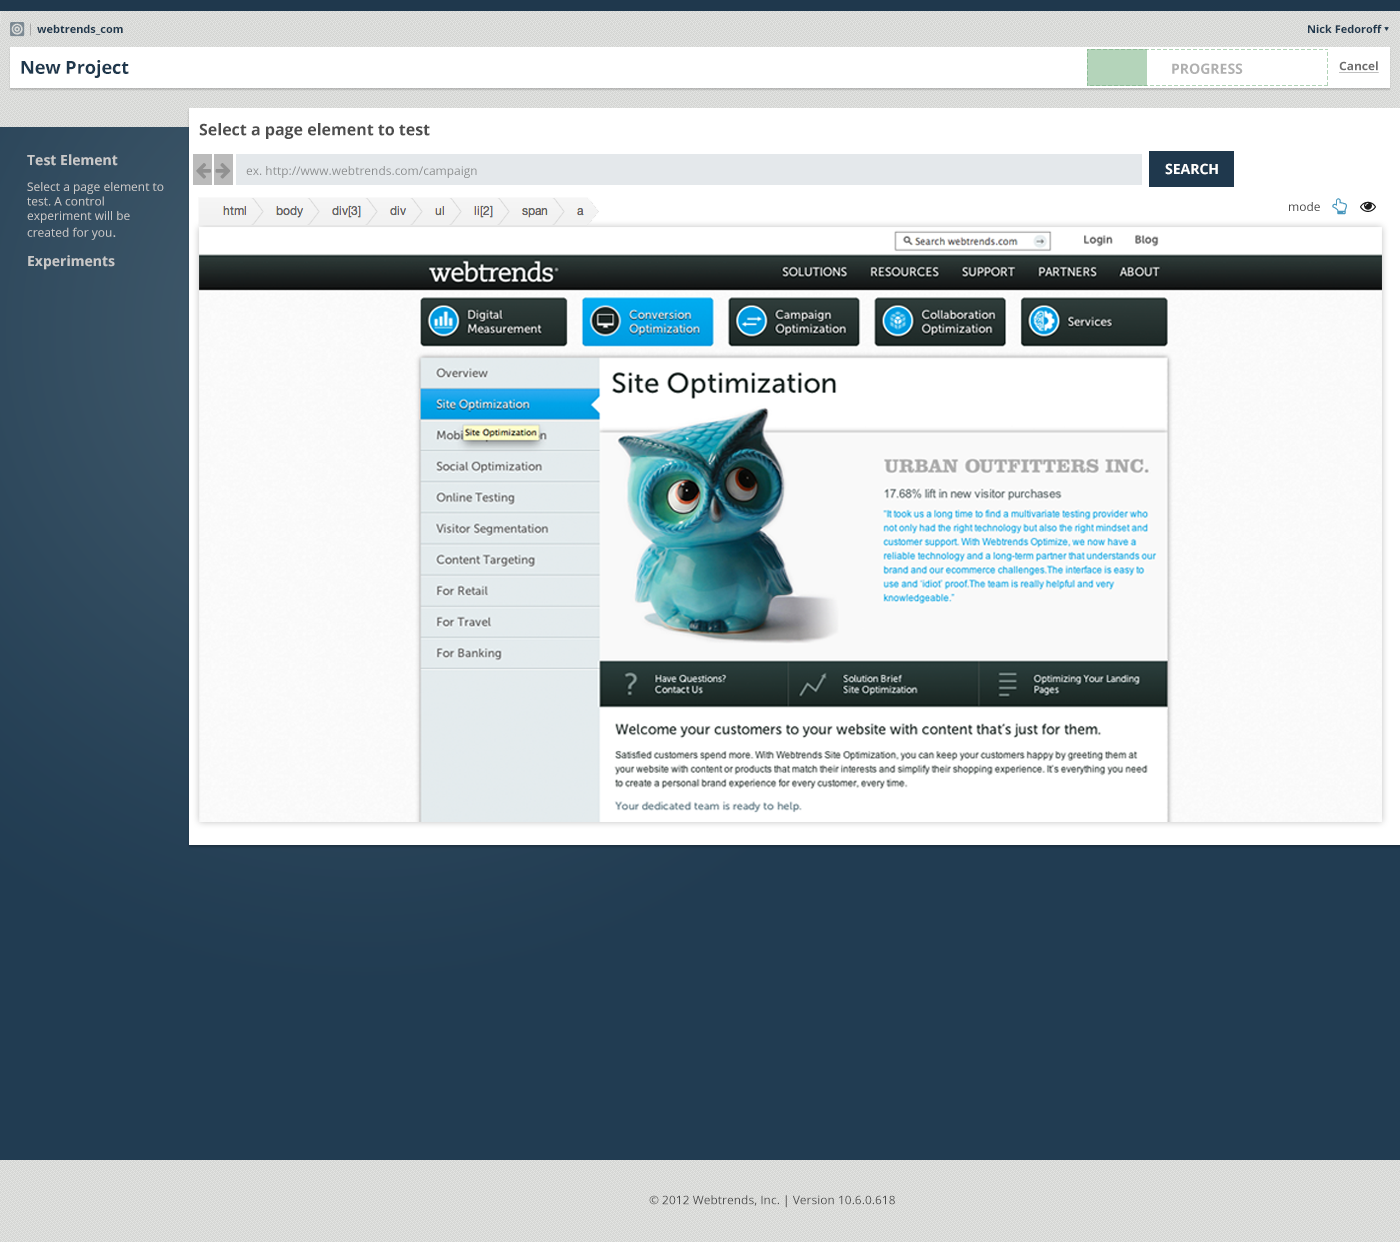 webtrends_com
Nick Fedoroff
New Project
PROGRESS
Cancel
Select a page element to test
Test Element
Select a page element to
test. A control
experiment will be
created for you.
Experiments
ex. http://www.webtrends.com/campaign
SEARCH
html body div[3] div ul li[2] span a
mode
Search webtrends.com
Login Blog
webtrends
SOLUTIONS RESOURCES SUPPORT PARTNERS ABOUT
Digital
Measurement
Conversion
Optimization
Campaign
Optimization
Collaboration
Optimization
Services
Overview
Site Optimization
Site Optimization
Social Optimization
Online Testing
Visitor Segmentation
Content Targeting
For Retail
For Travel
For Banking
Site Optimization
URBAN OUTFITTERS INC.
17.68% lift in new visitor purchases
"It took us a long time to find a multivariate testing provider who
not only had the right technology but also the right mindset and
customer support. With Webtrends Optimize, we now have a
reliable technology and a long-term partner that understands our
brand and our ecommerce challenges.The interface is easy to
use and 'idiot' proof.The team is really helpful and very
knowledgeable."
Have Questions?
Contact Us
Solution Brief
Site Optimization
Optimizing Your Landing
Pages
Welcome your customers to your website with content that's just for them.
Satisfied customers spend more. With Webtrends Site Optimization, you can keep your customers happy by greeting them at
your website with content or products that match their interests and simplify their shopping experience. It's everything you need
to create a personal brand experience for every customer, every time.
Your dedicated team is ready to help.
© 2012 Webtrends, Inc. | Version 10.6.0.618